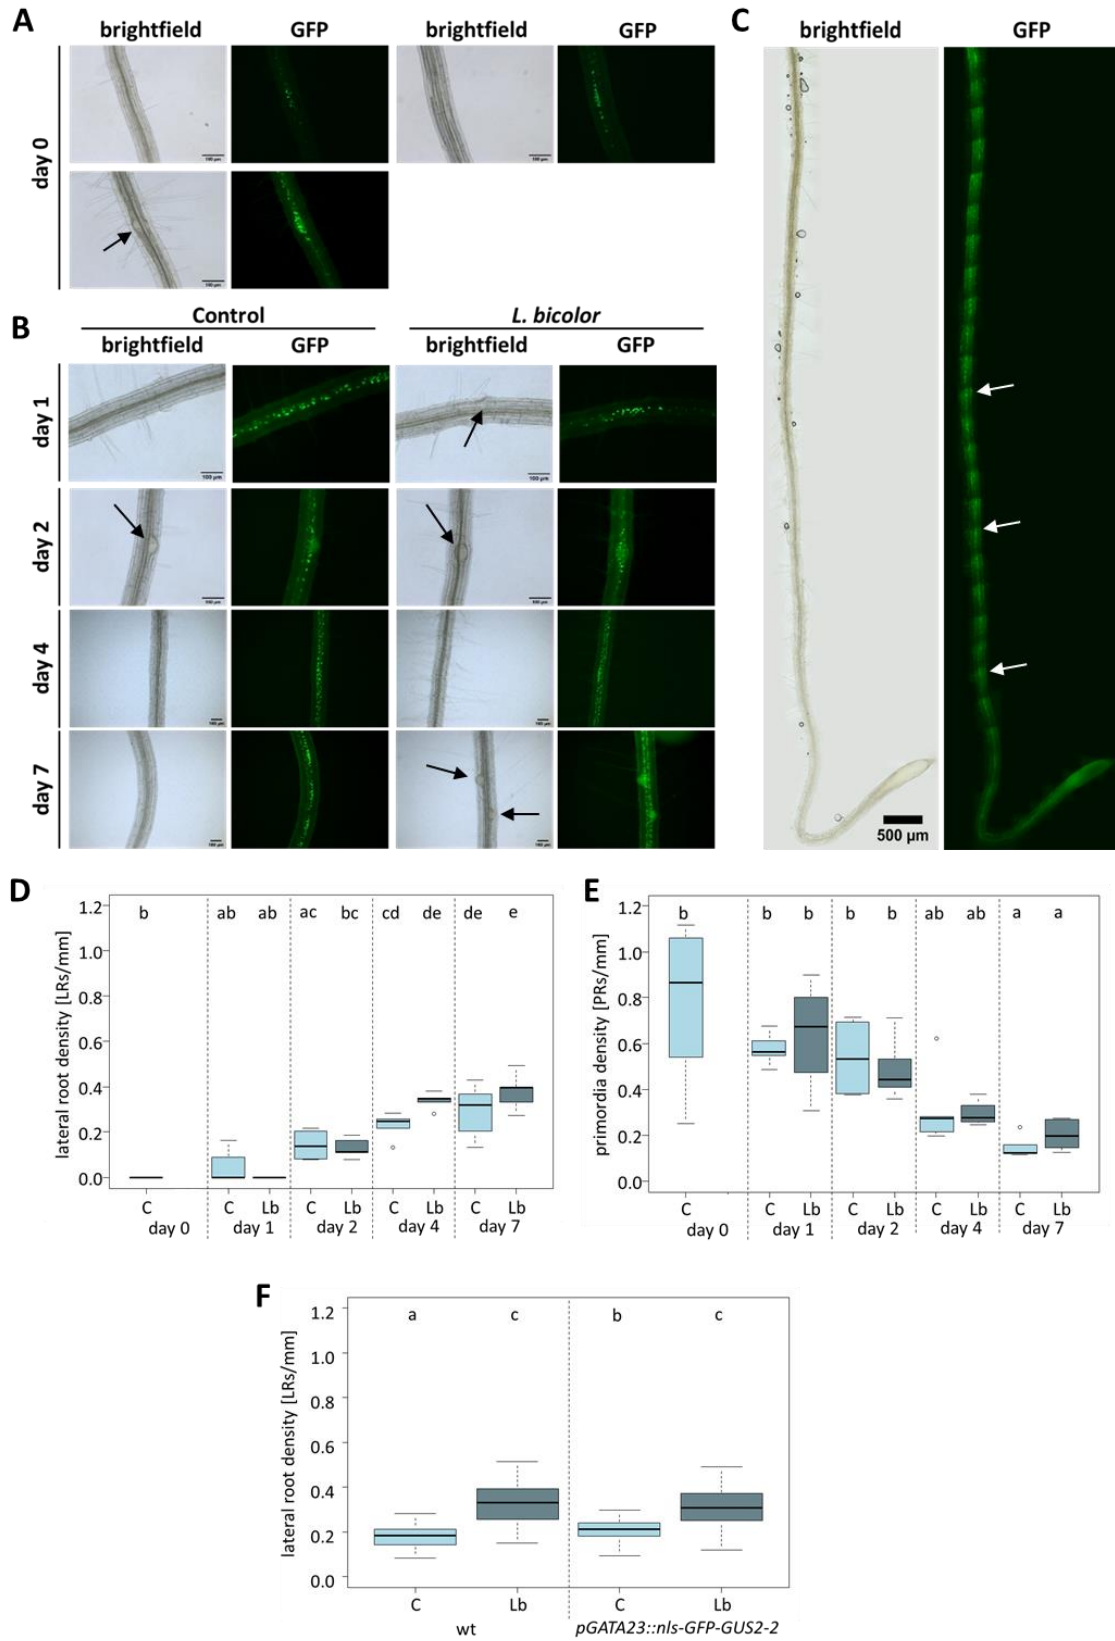 A
brightfield GFP brightfield GFP
day 0
B
Control L. bicolor
brightfield GFP brightfield GFP
day 1
100 µm 100 µm
day 2
day 4
day 7
C
brightfield GFP
500 µm
D
lateral root density [LRs/mm]
1.2
1.0
0.8
0.6
0.4
0.2
0.0
b ab ab ac bc cd de de e
C C Lb C Lb C Lb C Lb
day 0 day 1 day 2 day 4 day 7
E
primordia density [PRs/mm]
1.2
1.0
0.8
0.6
0.4
0.2
0.0
b b b b b ab ab a a
C C Lb C Lb C Lb C Lb
day 0 day 1 day 2 day 4 day 7
F
lateral root density [LRs/mm]
1.2
1.0
0.8
0.6
0.4
0.2
0.0
a c b c
C Lb C Lb
wt pGATA23::nls-GFP-GUS2-2